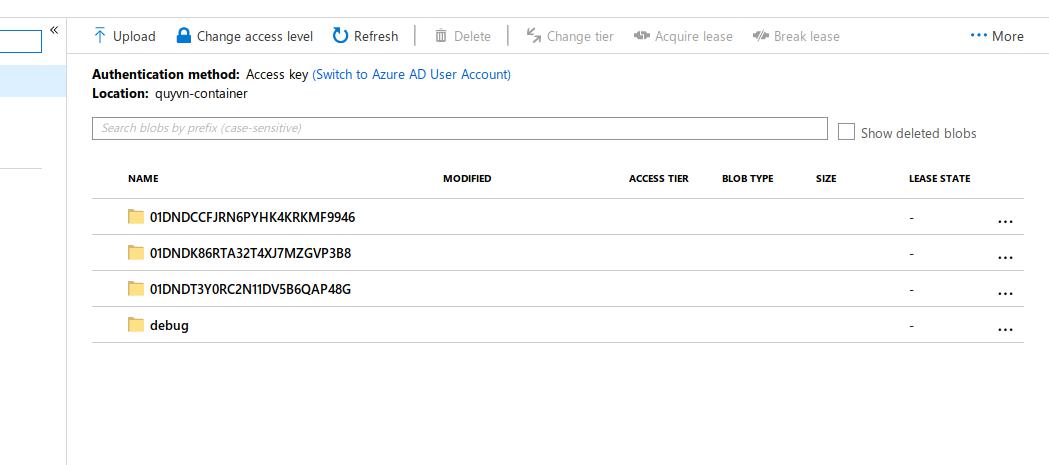 «
Upload Change access level Refresh Delete Change tier Acquire lease Break lease ... More
Authentication method: Access key (Switch to Azure AD User Account)
Location: quyvn-container
Search blobs by prefix (case-sensitive) Show deleted blobs
NAME MODIFIED ACCESS TIER BLOB TYPE SIZE LEASE STATE
01DNDCCFJRN6PYHK4KRKMF9946 - ...
01DNDK86RTA32T4XJ7MZGVP3B8 - ...
01DNDT3Y0RC2N11DV5B6QAP48G - ...
debug - ...